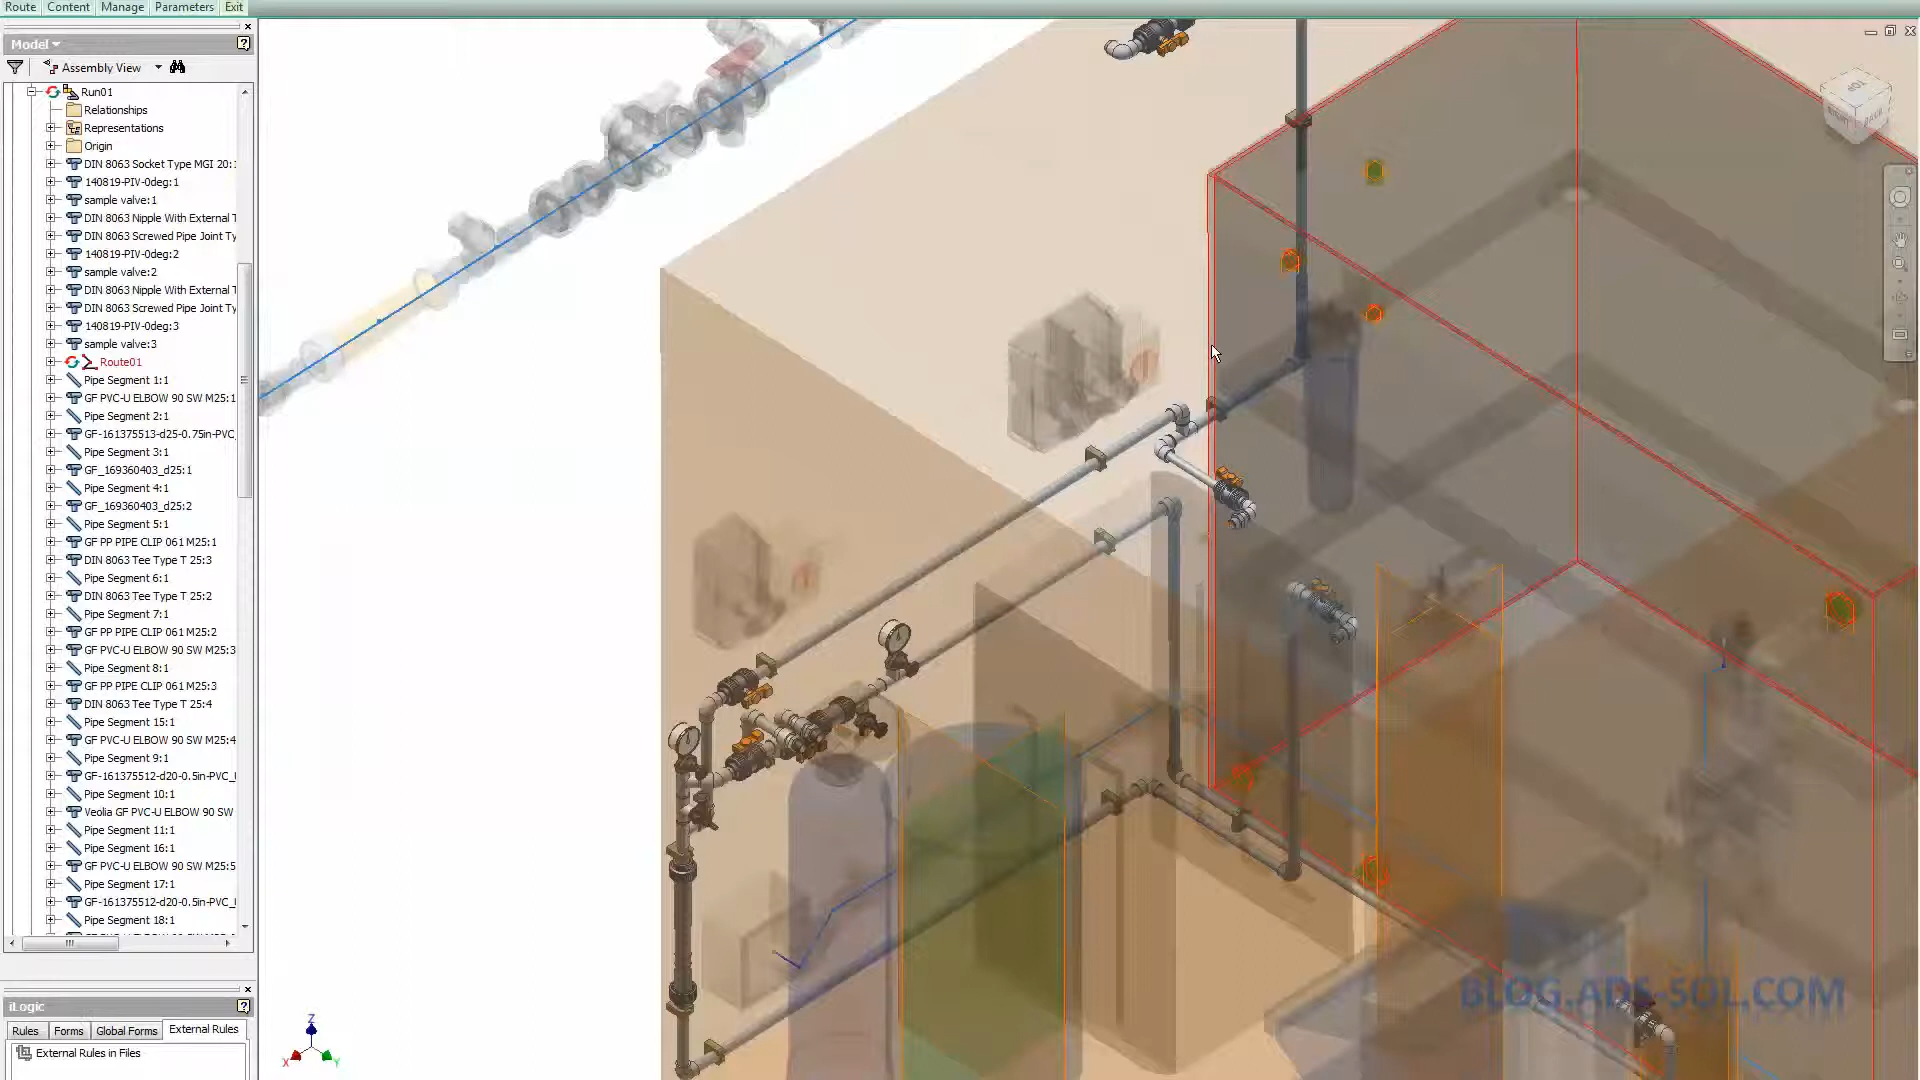 Route Content Manage Parameters Exit
Model
Assembly View
Run01
Relationships
Representations
Origin
DIN 8063 Socket Type MGI 20:1
140819-PIV-0deg:1
sample valve:1
DIN 8063 Nipple With External T
DIN 8063 Screwed Pipe Joint Ty
140819-PIV-0deg:2
sample valve:2
DIN 8063 Nipple With External T
DIN 8063 Screwed Pipe Joint Ty
140819-PIV-0deg:3
sample valve:3
Route01
Pipe Segment 1:1
GF PVC-U ELBOW 90 SW M25:1
Pipe Segment 2:1
GF-161375513-d25-0.75in-PVC_
Pipe Segment 3:1
GF_169360403_d25:1
Pipe Segment 4:1
GF_169360403_d25:2
Pipe Segment 5:1
GF PP PIPE CLIP 061 M25:1
DIN 8063 Tee Type T 25:3
Pipe Segment 6:1
DIN 8063 Tee Type T 25:2
Pipe Segment 7:1
GF PP PIPE CLIP 061 M25:2
GF PVC-U ELBOW 90 SW M25:3
Pipe Segment 8:1
GF PP PIPE CLIP 061 M25:3
DIN 8063 Tee Type T 25:4
Pipe Segment 15:1
GF PVC-U ELBOW 90 SW M25:4
Pipe Segment 9:1
GF-161375512-d20-0.5in-PVC_I
Pipe Segment 10:1
Veolia GF PVC-U ELBOW 90 SW
Pipe Segment 11:1
Pipe Segment 16:1
GF PVC-U ELBOW 90 SW M25:5
Pipe Segment 17:1
GF-161375512-d20-0.5in-PVC_I
Pipe Segment 18:1
iLogic
Rules Forms Global Forms External Rules
External Rules in Files
TOP
RIGHT
BACK
Z
X
Y
BLOG.ADS-SOL.COM